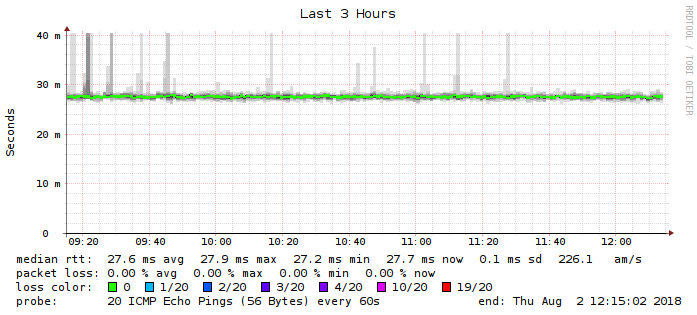 Last 3 Hours
RRDTOOL / TOBI OETIKER
Seconds
40 m
30 m
20 m
10 m
0
09:20 09:40 10:00 10:20 10:40 11:00 11:20 11:40 12:00
median rtt: 27.6 ms avg 27.9 ms max 27.2 ms min 27.7 ms now 0.1 ms sd 226.1 am/s
packet loss: 0.00 % avg 0.00 % max 0.00 % min 0.00 % now
loss color: 0 1/20 2/20 3/20 4/20 10/20 19/20
probe: 20 ICMP Echo Pings (56 Bytes) every 60s end: Thu Aug 2 12:15:02 2018